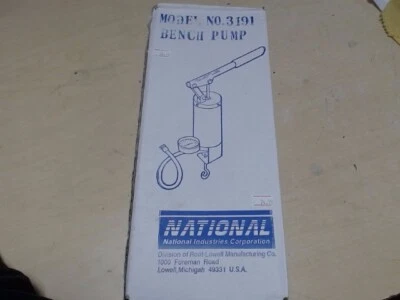 MODEL NO.3191
BENCH PUMP
NATIONAL
National Industries Corporation
Division of Root-Lowell Manufacturing Co.
1000 Foreman Road
Lowell, Michigan 49331 U.S.A.